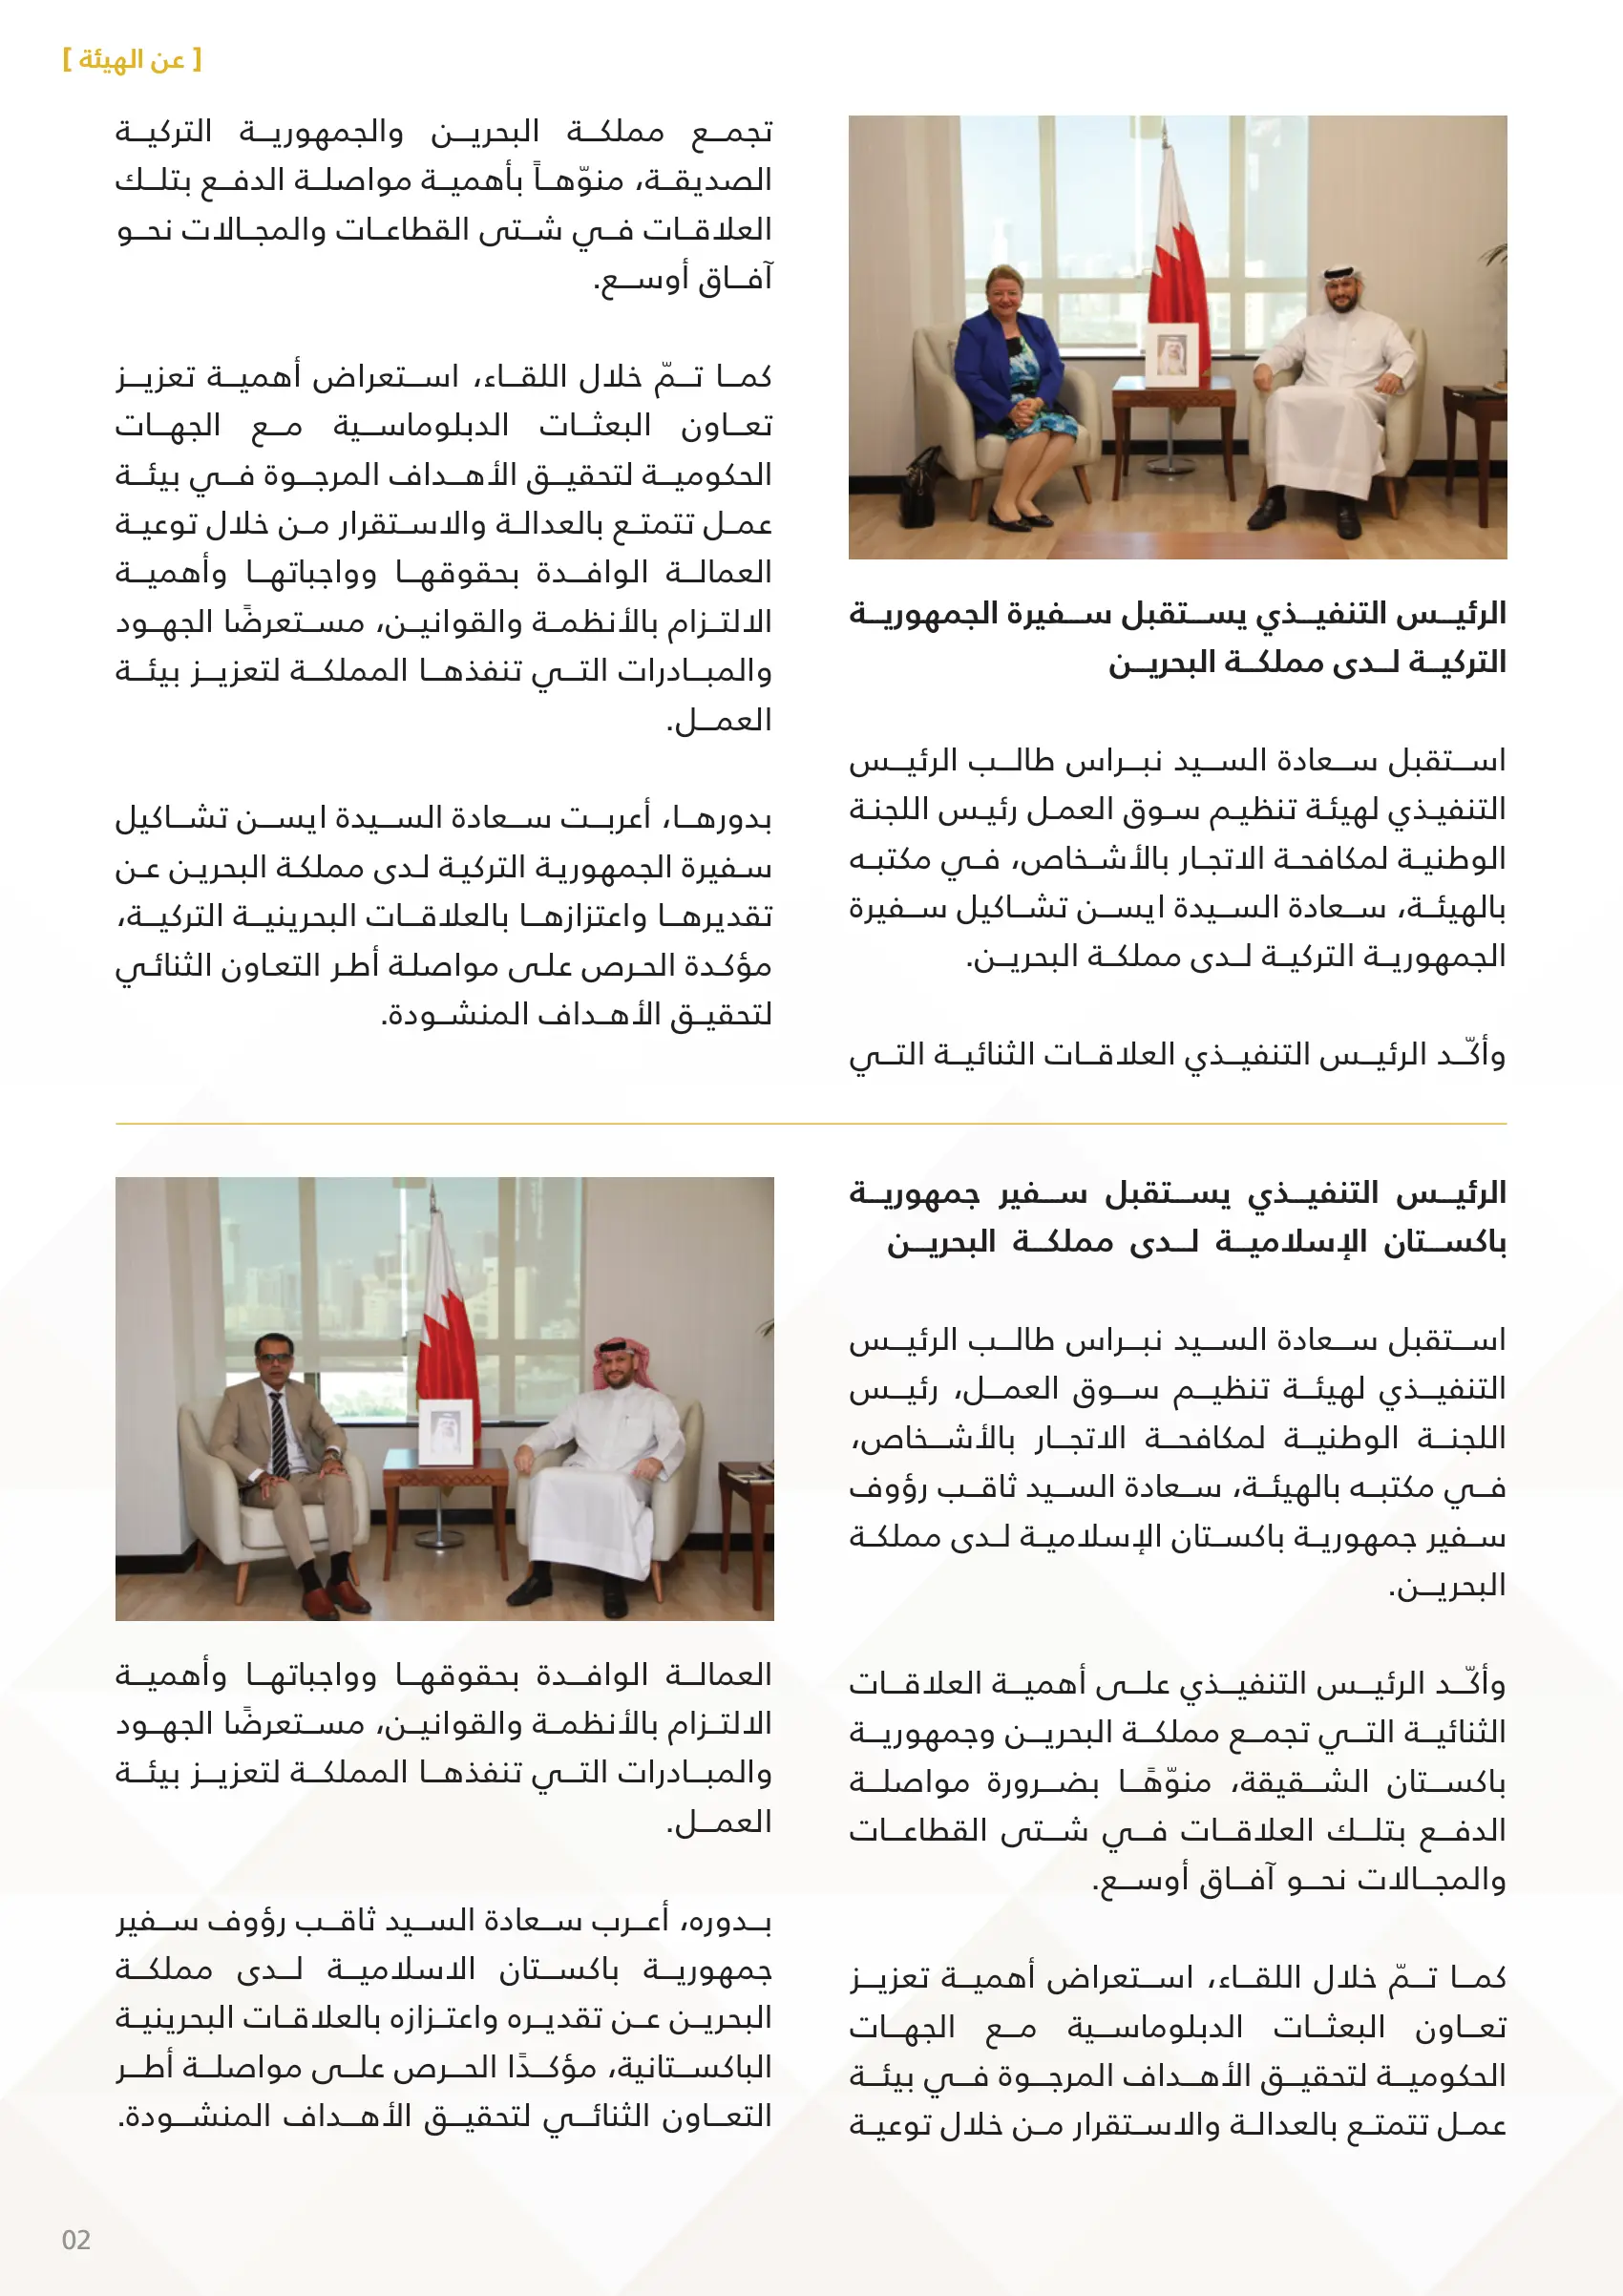 [ عن الهيئة ]
الرئيس التنفيذي يستقبل سفيرة الجمهورية
التركية لدى مملكة البحرين
استقبل سعادة السيد نبراس طالب الرئيس
التنفيذي لهيئة تنظيم سوق العمل رئيس اللجنة
الوطنية لمكافحة الاتجار بالأشخاص، في مكتبه
بالهيئة، سعادة السيدة ايسن تشاكيل سفيرة
الجمهورية التركية لدى مملكة البحرين.
وأكّد الرئيس التنفيذي العلاقات الثنائية التي
تجمع مملكة البحرين والجمهورية التركية
الصديقة، منوّهاً بأهمية مواصلة الدفع بتلك
العلاقات في شتى القطاعات والمجالات نحو
آفاق أوسع.
كما تمّ خلال اللقاء، استعراض أهمية تعزيز
تعاون البعثات الدبلوماسية مع الجهات
الحكومية لتحقيق الأهداف المرجوة في بيئة
عمل تتمتع بالعدالة والاستقرار من خلال توعية
العمالة الوافدة بحقوقها وواجباتها وأهمية
الالتزام بالأنظمة والقوانين، مستعرضًا الجهود
والمبادرات التي تنفذها المملكة لتعزيز بيئة
العمل.
بدورها، أعربت سعادة السيدة ايسن تشاكيل
سفيرة الجمهورية التركية لدى مملكة البحرين عن
تقديرها واعتزازها بالعلاقات البحرينية التركية،
مؤكدة الحرص على مواصلة أطر التعاون الثنائي
لتحقيق الأهداف المنشودة.
الرئيس التنفيذي يستقبل سفير جمهورية
باكستان الإسلامية لدى مملكة البحرين
استقبل سعادة السيد نبراس طالب الرئيس
التنفيذي لهيئة تنظيم سوق العمل، رئيس
اللجنة الوطنية لمكافحة الاتجار بالأشخاص،
في مكتبه بالهيئة، سعادة السيد ثاقب رؤوف
سفير جمهورية باكستان الإسلامية لدى مملكة
البحرين.
وأكّد الرئيس التنفيذي على أهمية العلاقات
الثنائية التي تجمع مملكة البحرين وجمهورية
باكستان الشقيقة، منوّهًا بضرورة مواصلة
الدفع بتلك العلاقات في شتى القطاعات
والمجالات نحو آفاق أوسع.
كما تمّ خلال اللقاء، استعراض أهمية تعزيز
تعاون البعثات الدبلوماسية مع الجهات
الحكومية لتحقيق الأهداف المرجوة في بيئة
عمل تتمتع بالعدالة والاستقرار من خلال توعية
العمالة الوافدة بحقوقها وواجباتها وأهمية
الالتزام بالأنظمة والقوانين، مستعرضًا الجهود
والمبادرات التي تنفذها المملكة لتعزيز بيئة
العمل.
بدوره، أعرب سعادة السيد ثاقب رؤوف سفير
جمهورية باكستان الاسلامية لدى مملكة
البحرين عن تقديره واعتزازه بالعلاقات البحرينية
الباكستانية، مؤكدًا الحرص على مواصلة أطر
التعاون الثنائي لتحقيق الأهداف المنشودة.
02